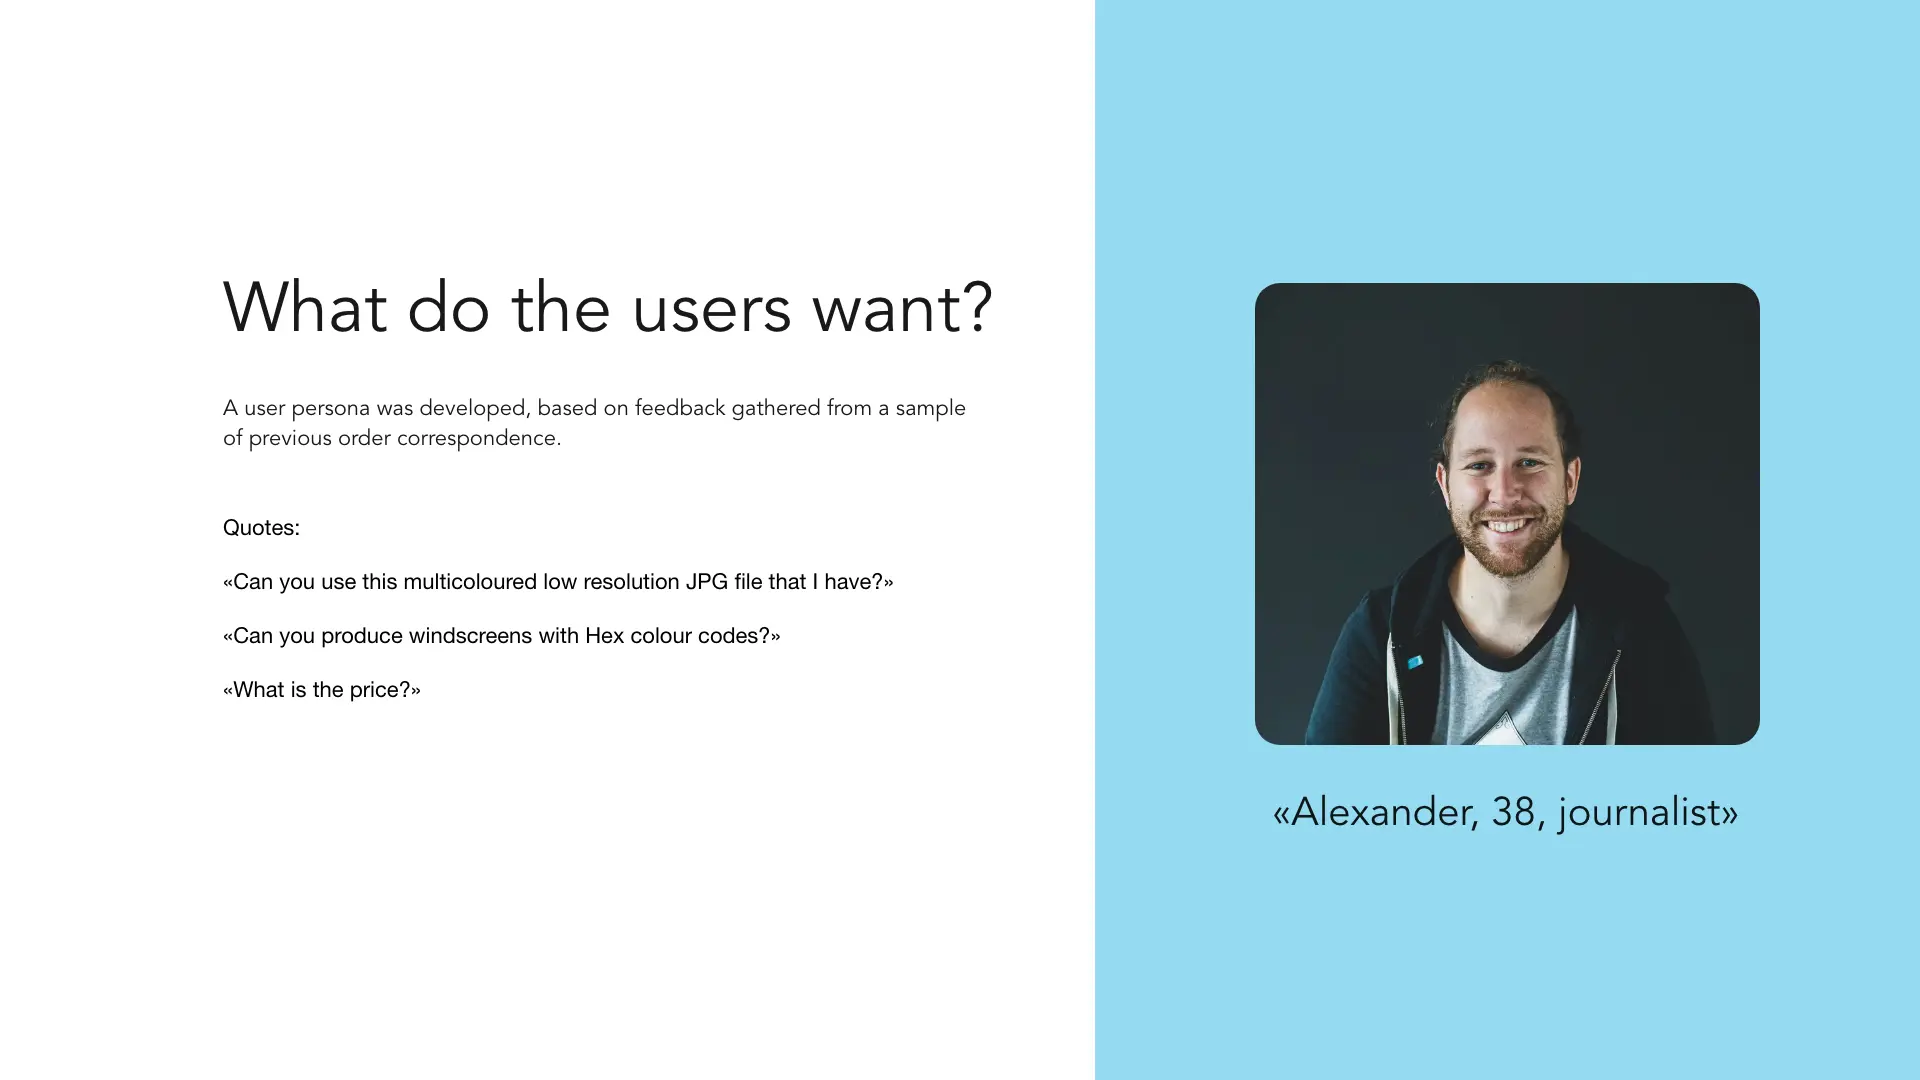 What do the users want?
A user persona was developed, based on feedback gathered from a sample
of previous order correspondence.
Quotes:
«Can you use this multicoloured low resolution JPG file that I have?»
«Can you produce windscreens with Hex colour codes?»
«What is the price?»
«Alexander, 38, journalist»